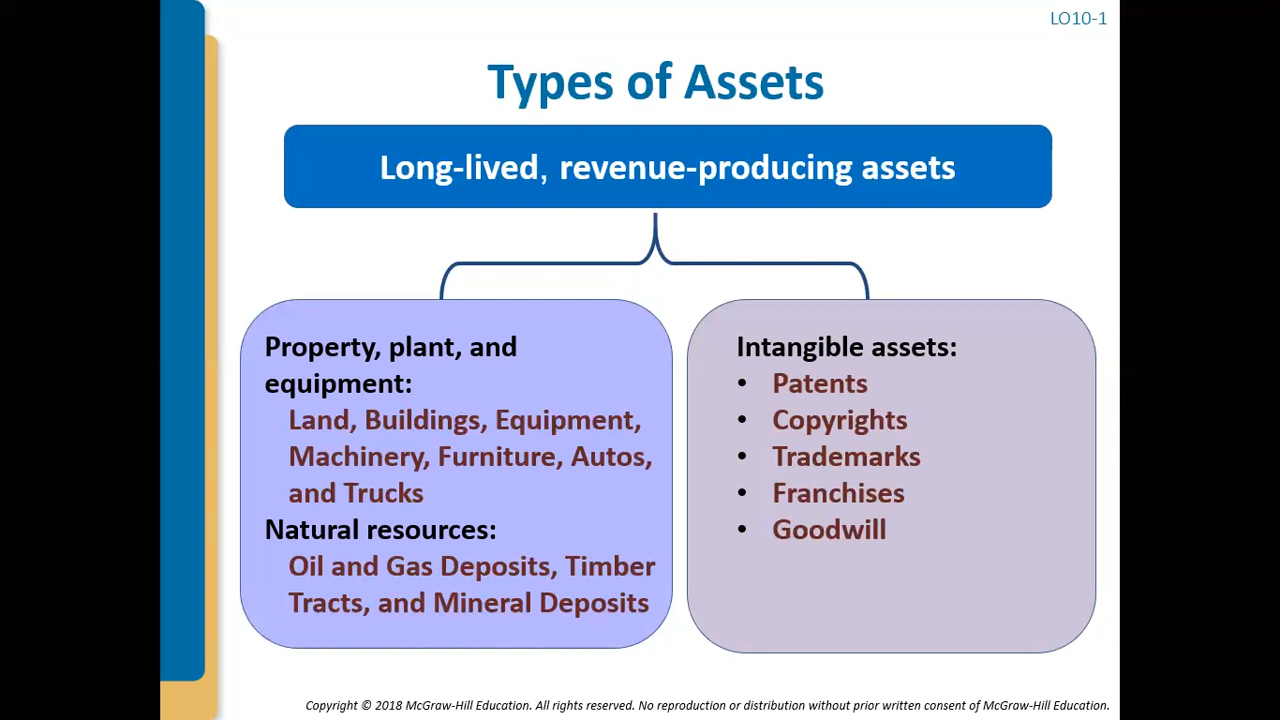 LO10-1
Types of Assets
Long-lived, revenue-producing assets
Property, plant, and
equipment:
Land, Buildings, Equipment,
Machinery, Furniture, Autos,
and Trucks
Natural resources:
Oil and Gas Deposits, Timber
Tracts, and Mineral Deposits
Intangible assets:
• Patents
• Copyrights
• Trademarks
• Franchises
• Goodwill
Copyright © 2018 McGraw-Hill Education. All rights reserved. No reproduction or distribution without prior written consent of McGraw-Hill Education.